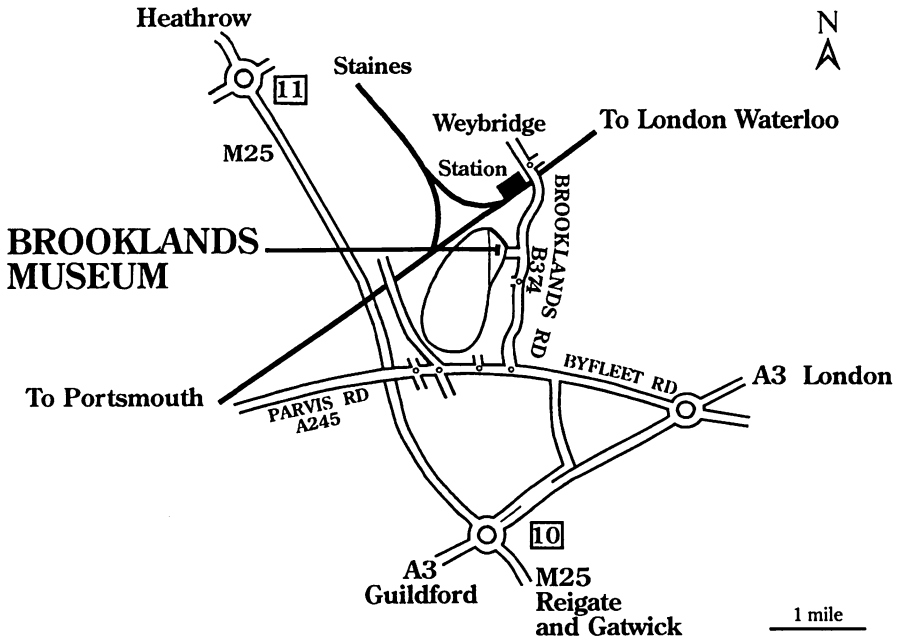 Heathrow
N
11
Staines
Weybridge
To London Waterloo
M25
Station
BROOKLANDS RD
B374
BROOKLANDS
MUSEUM
BYFLEET RD
A3 London
To Portsmouth
PARVIS RD
A245
10
A3
Guildford
M25
Reigate
and Gatwick
1 mile